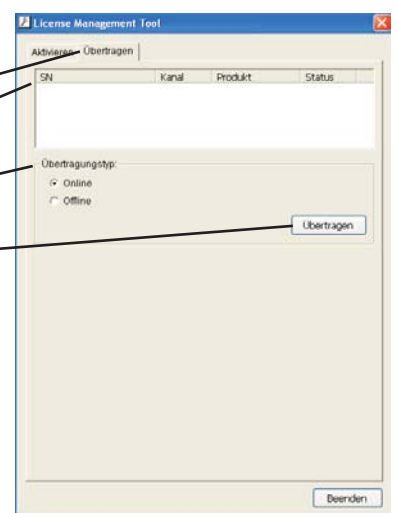 License Management Tool
Aktivieren Übertragen
SN Kanal Produkt Status
Übertragungstyp:
Online
Offline
Übertragen
Beenden